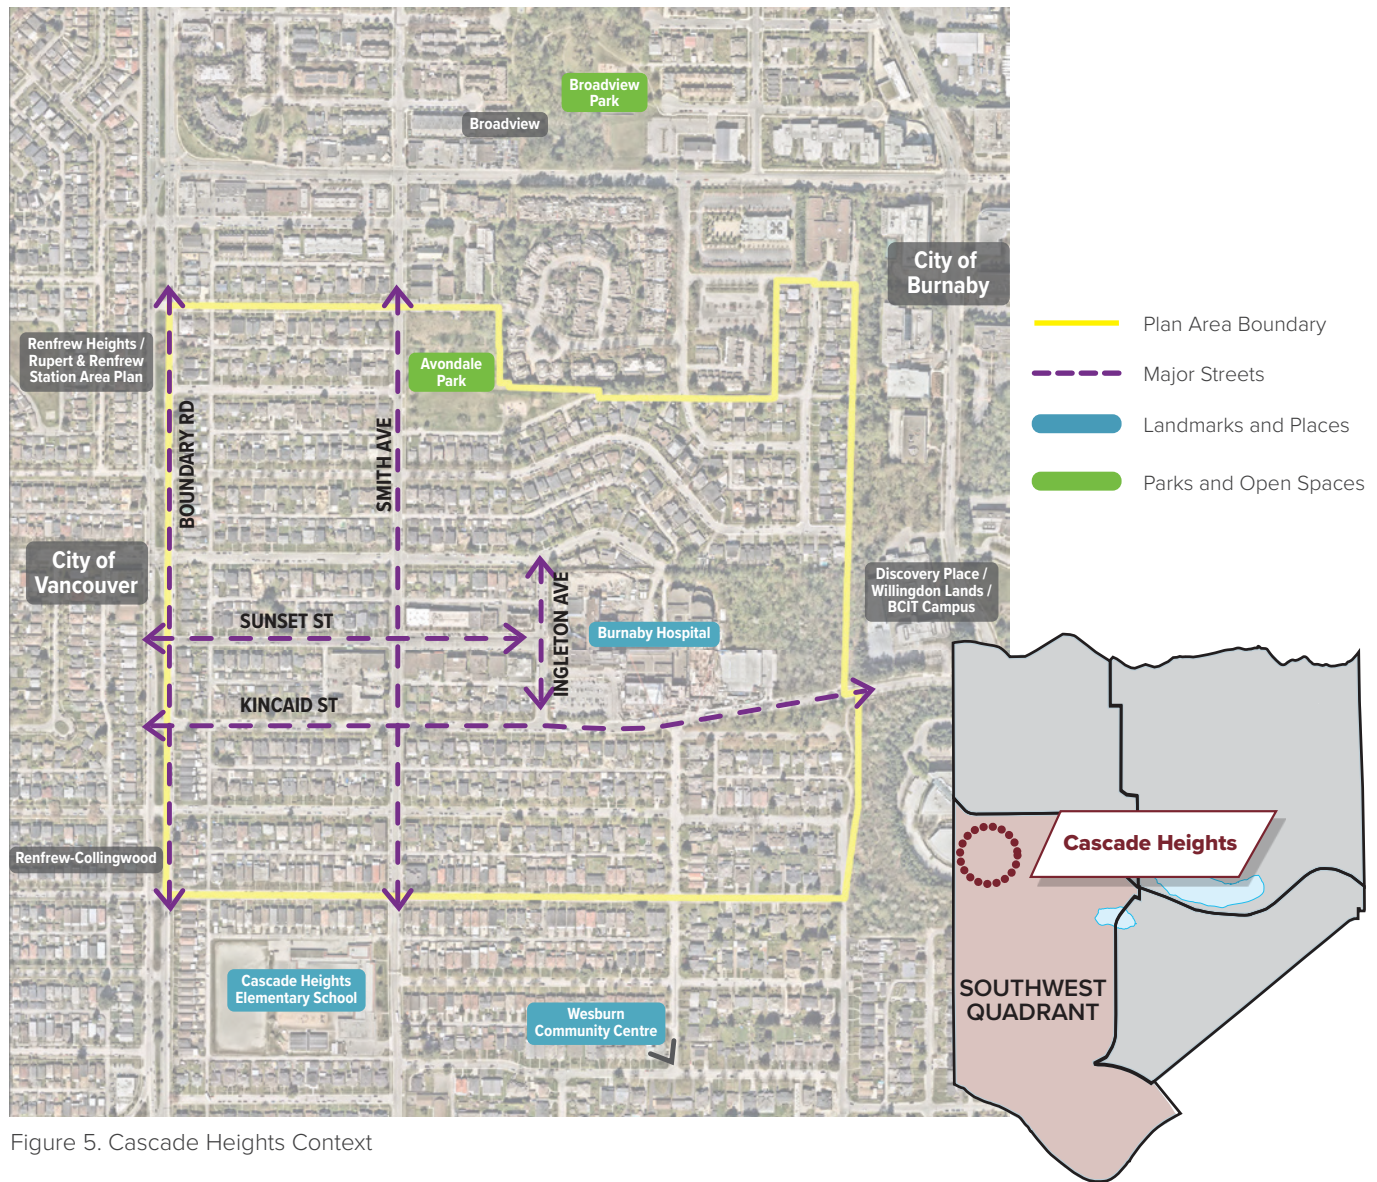 Broadview
Park
Broadview
City of
Burnaby
Renfrew Heights /
Rupert & Renfrew
Station Area Plan
Avondale
Park
BOUNDARY RD
SMITH AVE
City of
Vancouver
SUNSET ST
INGLETON AVE
Burnaby Hospital
Discovery Place /
Willingdon Lands /
BCIT Campus
KINCAID ST
Renfrew-Collingwood
Cascade Heights
Elementary School
Wesburn
Community Centre
Plan Area Boundary
Major Streets
Landmarks and Places
Parks and Open Spaces
Cascade Heights
SOUTHWEST
QUADRANT
Figure 5. Cascade Heights Context